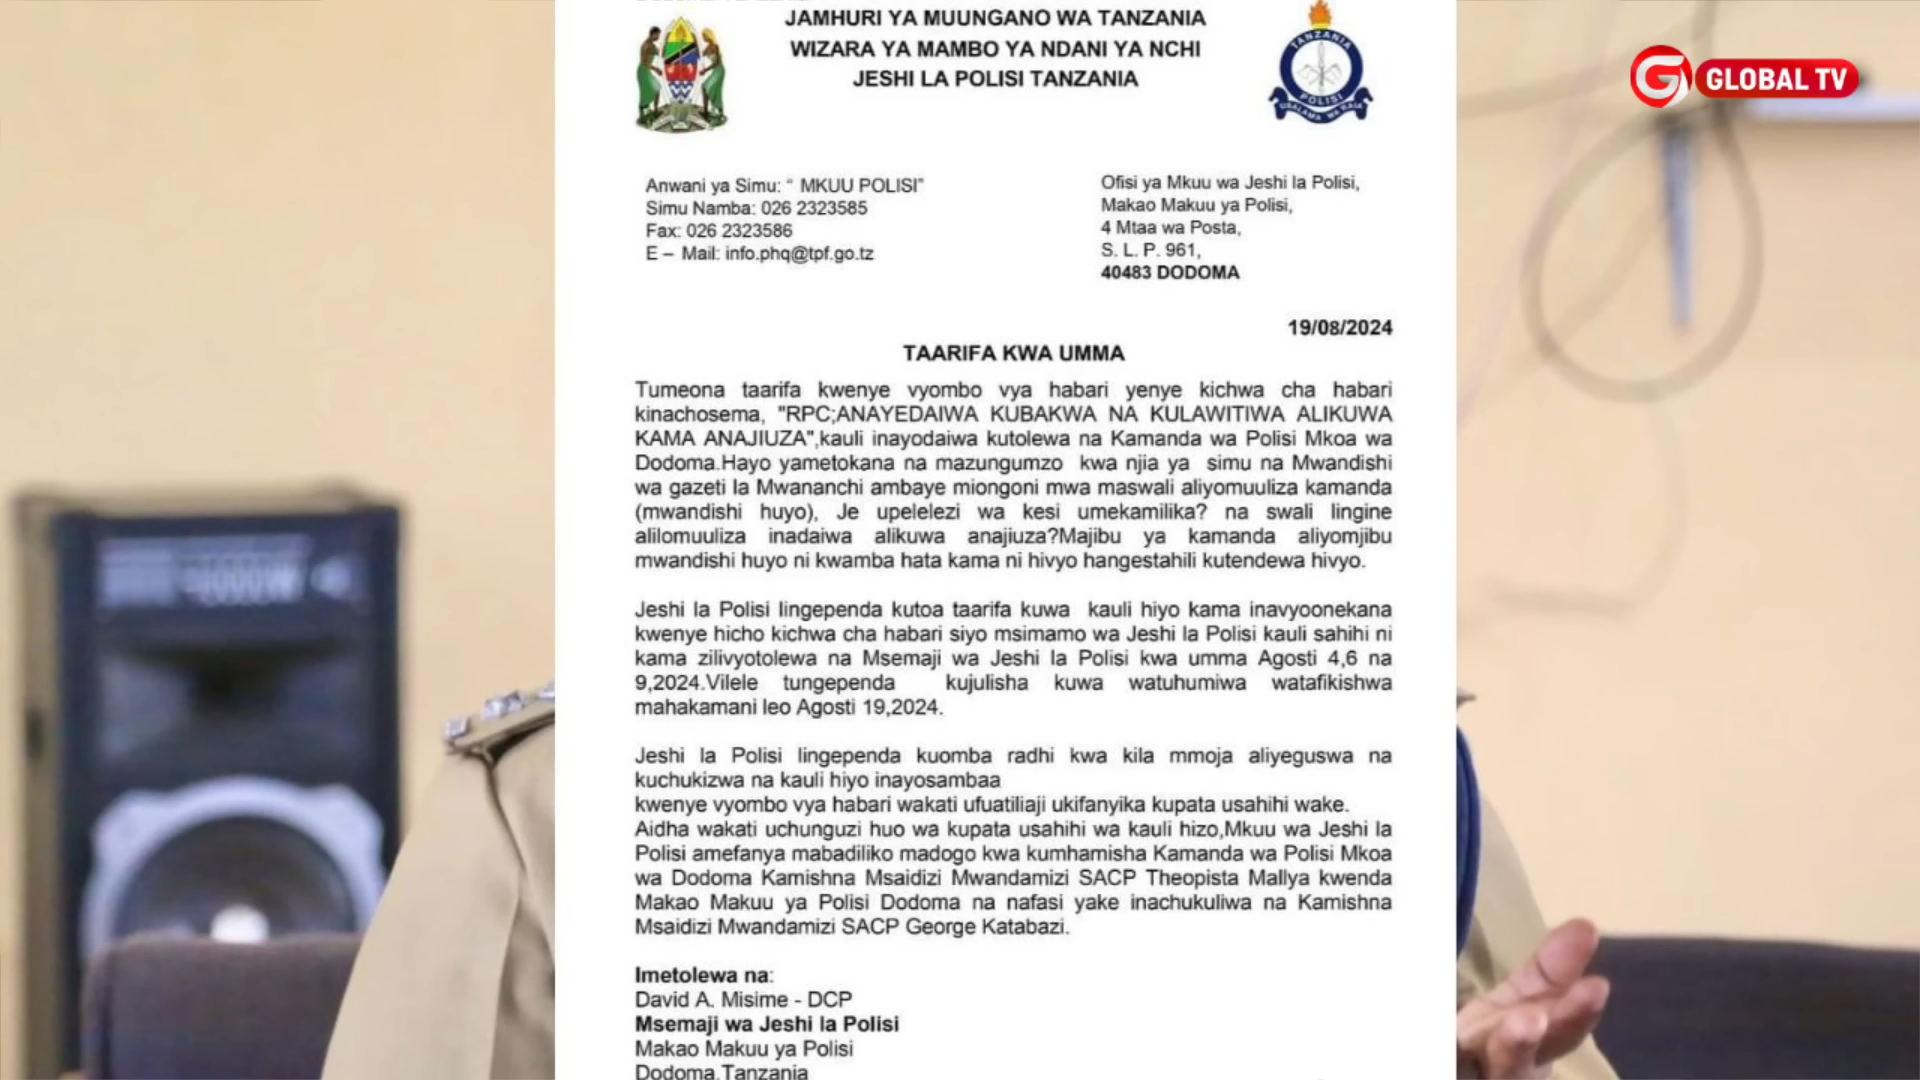 JAMHURI YA MUUNGANO WA TANZANIA
WIZARA YA MAMBO YA NDANI YA NCHI
JESHI LA POLISI TANZANIA
TANZANIA
POLISI
USALAMA WA RAIA
GLOBAL TV
Anwani ya Simu: “ MKUU POLISI”
Simu Namba: 026 2323585
Fax: 026 2323586
E – Mail: info.phq@tpf.go.tz
Ofisi ya Mkuu wa Jeshi la Polisi,
Makao Makuu ya Polisi,
4 Mtaa wa Posta,
S. L. P. 961,
40483 DODOMA
19/08/2024
TAARIFA KWA UMMA
Tumeona taarifa kwenye vyombo vya habari yenye kichwa cha habari
kinachosema, "RPC;ANAYEDAIWA KUBAKWA NA KULAWITIWA ALIKUWA
KAMA ANAJIUZA",kauli inayodaiwa kutolewa na Kamanda wa Polisi Mkoa wa
Dodoma.Hayo yametokana na mazungumzo kwa njia ya simu na Mwandishi
wa gazeti la Mwananchi ambaye miongoni mwa maswali aliyomuuliza kamanda
(mwandishi huyo), Je upelelezi wa kesi umekamilika? na swali lingine
alilomuuliza inadaiwa alikuwa anajiuza?Majibu ya kamanda aliyomjibu
mwandishi huyo ni kwamba hata kama ni hivyo hangestahili kutendewa hivyo.
Jeshi la Polisi lingependa kutoa taarifa kuwa kauli hiyo kama inavyoonekana
kwenye hicho kichwa cha habari siyo msimamo wa Jeshi la Polisi kauli sahihi ni
kama zilivyotolewa na Msemaji wa Jeshi la Polisi kwa umma Agosti 4,6 na
9,2024.Vilele tungependa kujulisha kuwa watuhumiwa watafikishwa
mahakamani leo Agosti 19,2024.
Jeshi la Polisi lingependa kuomba radhi kwa kila mmoja aliyeguswa na
kuchukizwa na kauli hiyo inayosambaa
kwenye vyombo vya habari wakati ufuatiliaji ukifanyika kupata usahihi wake.
Aidha wakati uchunguzi huo wa kupata usahihi wa kauli hizo,Mkuu wa Jeshi la
Polisi amefanya mabadiliko madogo kwa kumhamisha Kamanda wa Polisi Mkoa
wa Dodoma Kamishna Msaidizi Mwandamizi SACP Theopista Mallya kwenda
Makao Makuu ya Polisi Dodoma na nafasi yake inachukuliwa na Kamishna
Msaidizi Mwandamizi SACP George Katabazi.
Imetolewa na:
David A. Misime - DCP
Msemaji wa Jeshi la Polisi
Makao Makuu ya Polisi
Dodoma,Tanzania